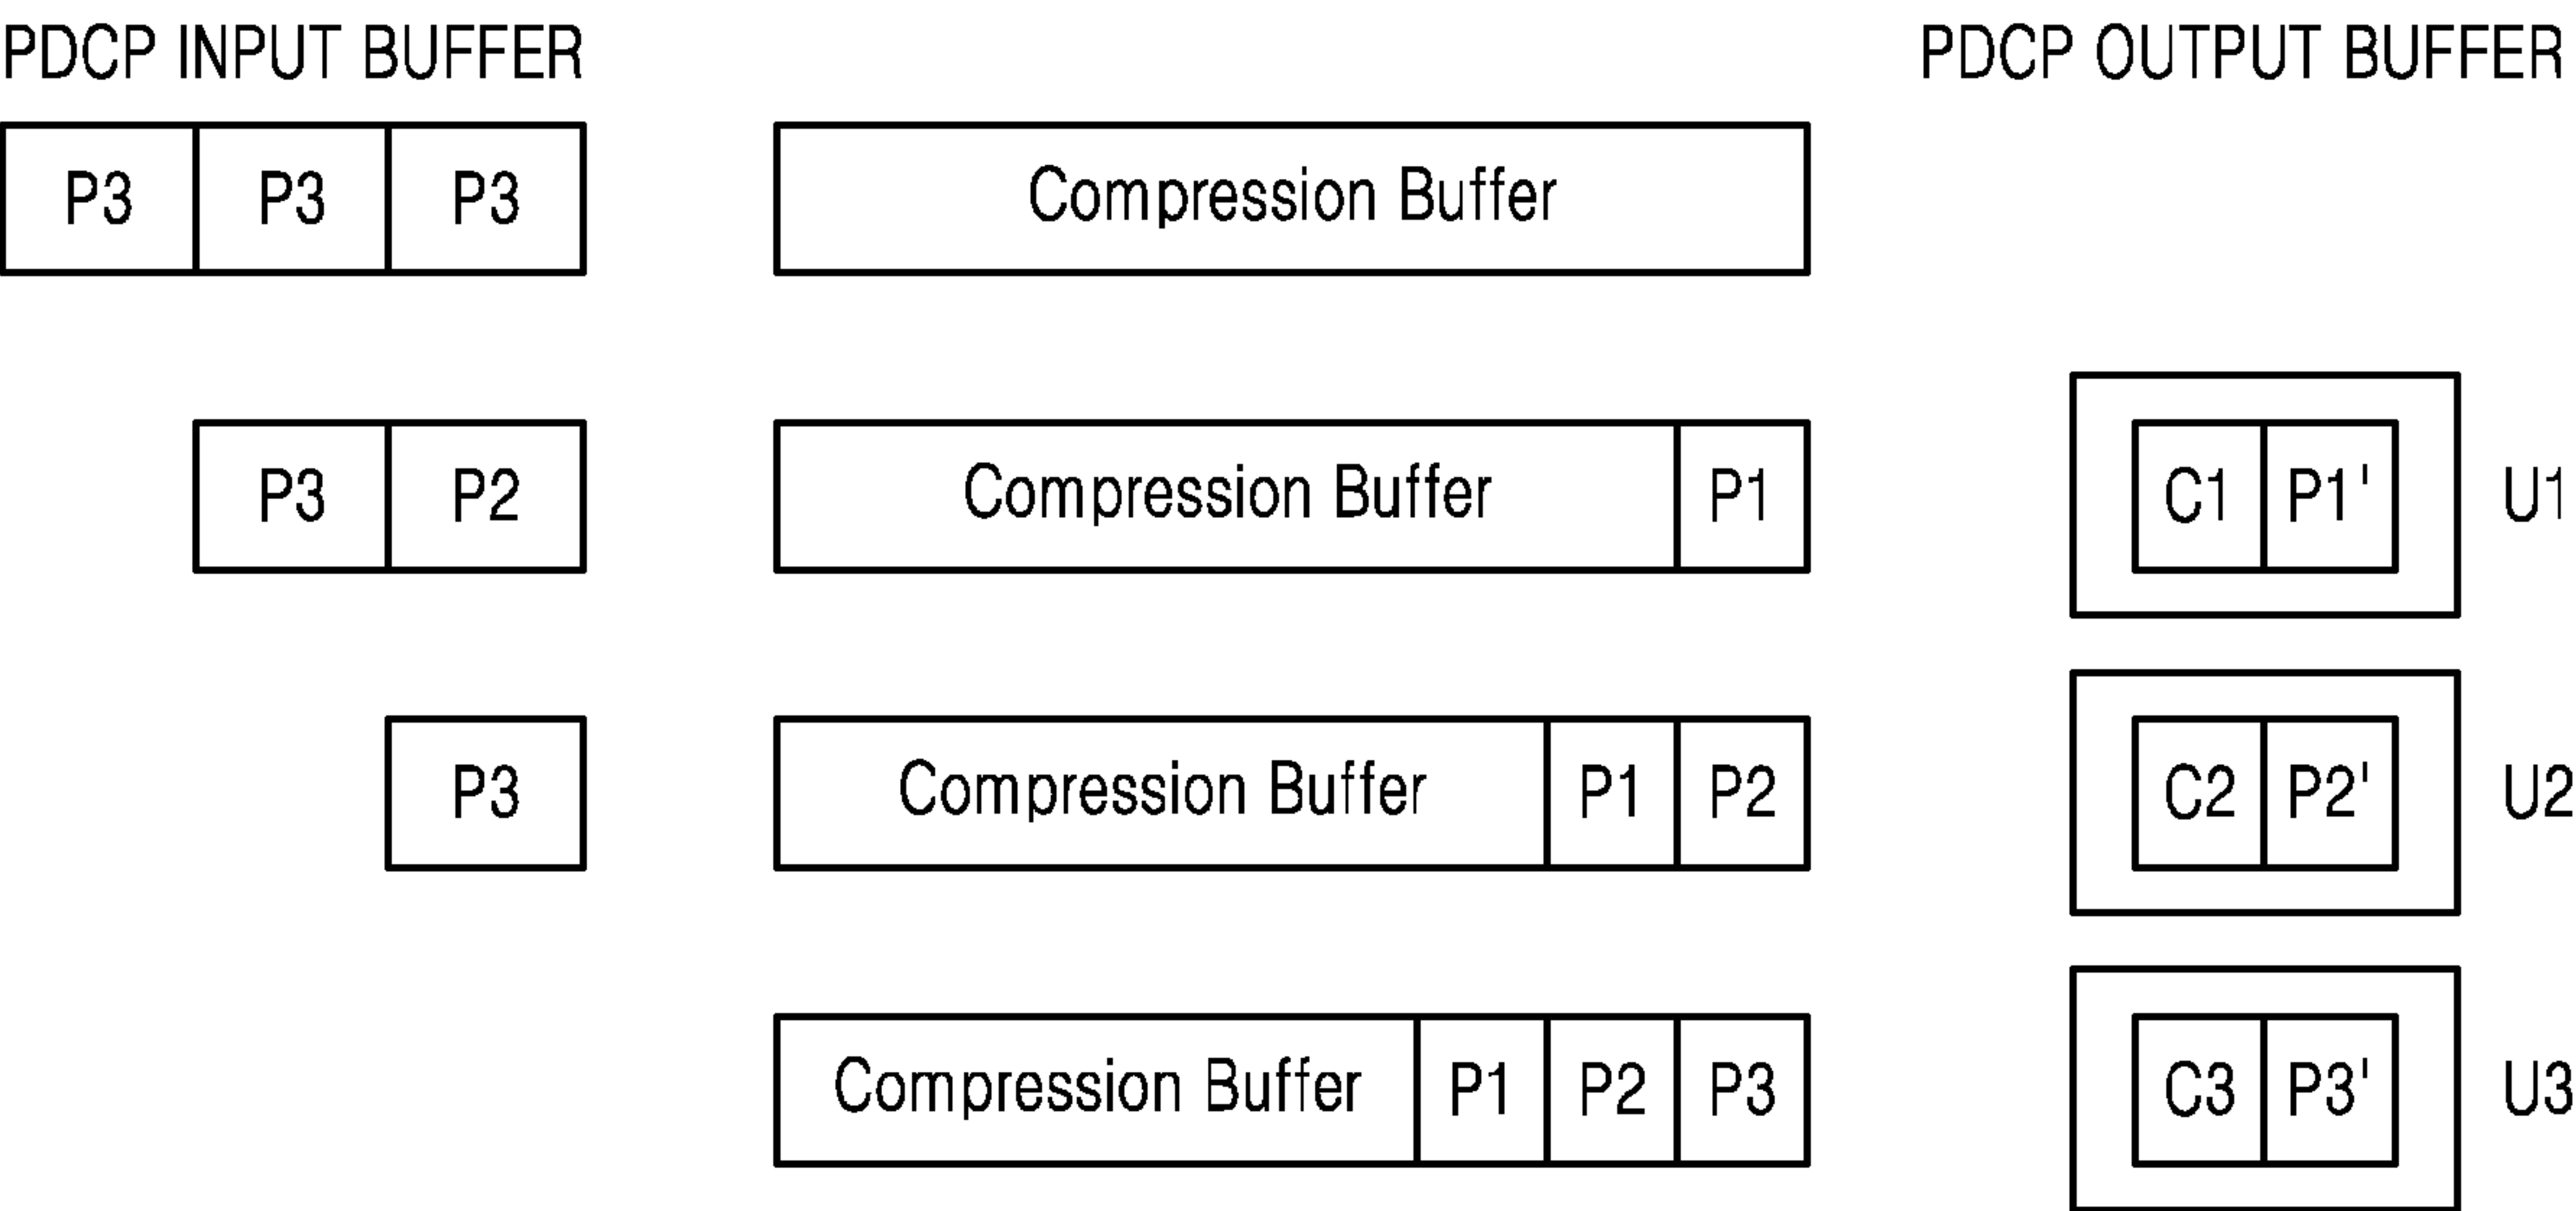 PDCP INPUT BUFFER PDCP OUTPUT BUFFER
P3 P3 P3 Compression Buffer
P3 P2 Compression Buffer P1 C1 P1' U1
P3 Compression Buffer P1 P2 C2 P2' U2
Compression Buffer P1 P2 P3 C3 P3' U3